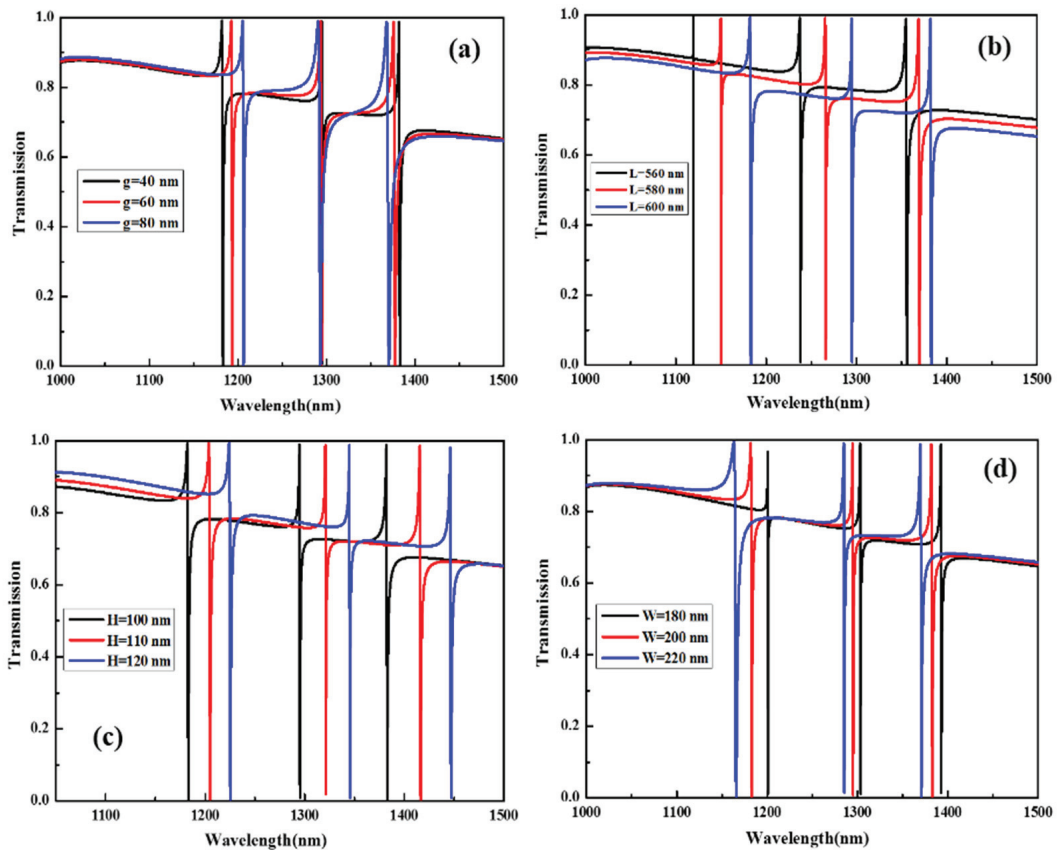 (a)
Transmission
1.0
0.8
0.6
0.4
0.2
0.0
g=40 nm
g=60 nm
g=80 nm
1000 1100 1200 1300 1400 1500
Wavelength(nm)
(b)
Transmission
1.0
0.8
0.6
0.4
0.2
0.0
L=560 nm
L=580 nm
L=600 nm
1000 1100 1200 1300 1400 1500
Wavelength(nm)
(c)
Transmission
1.0
0.8
0.6
0.4
0.2
0.0
H=100 nm
H=110 nm
H=120 nm
1100 1200 1300 1400 1500
Wavelength(nm)
(d)
Transmission
1.0
0.8
0.6
0.4
0.2
0.0
W=180 nm
W=200 nm
W=220 nm
1000 1100 1200 1300 1400 1500
Wavelength(nm)